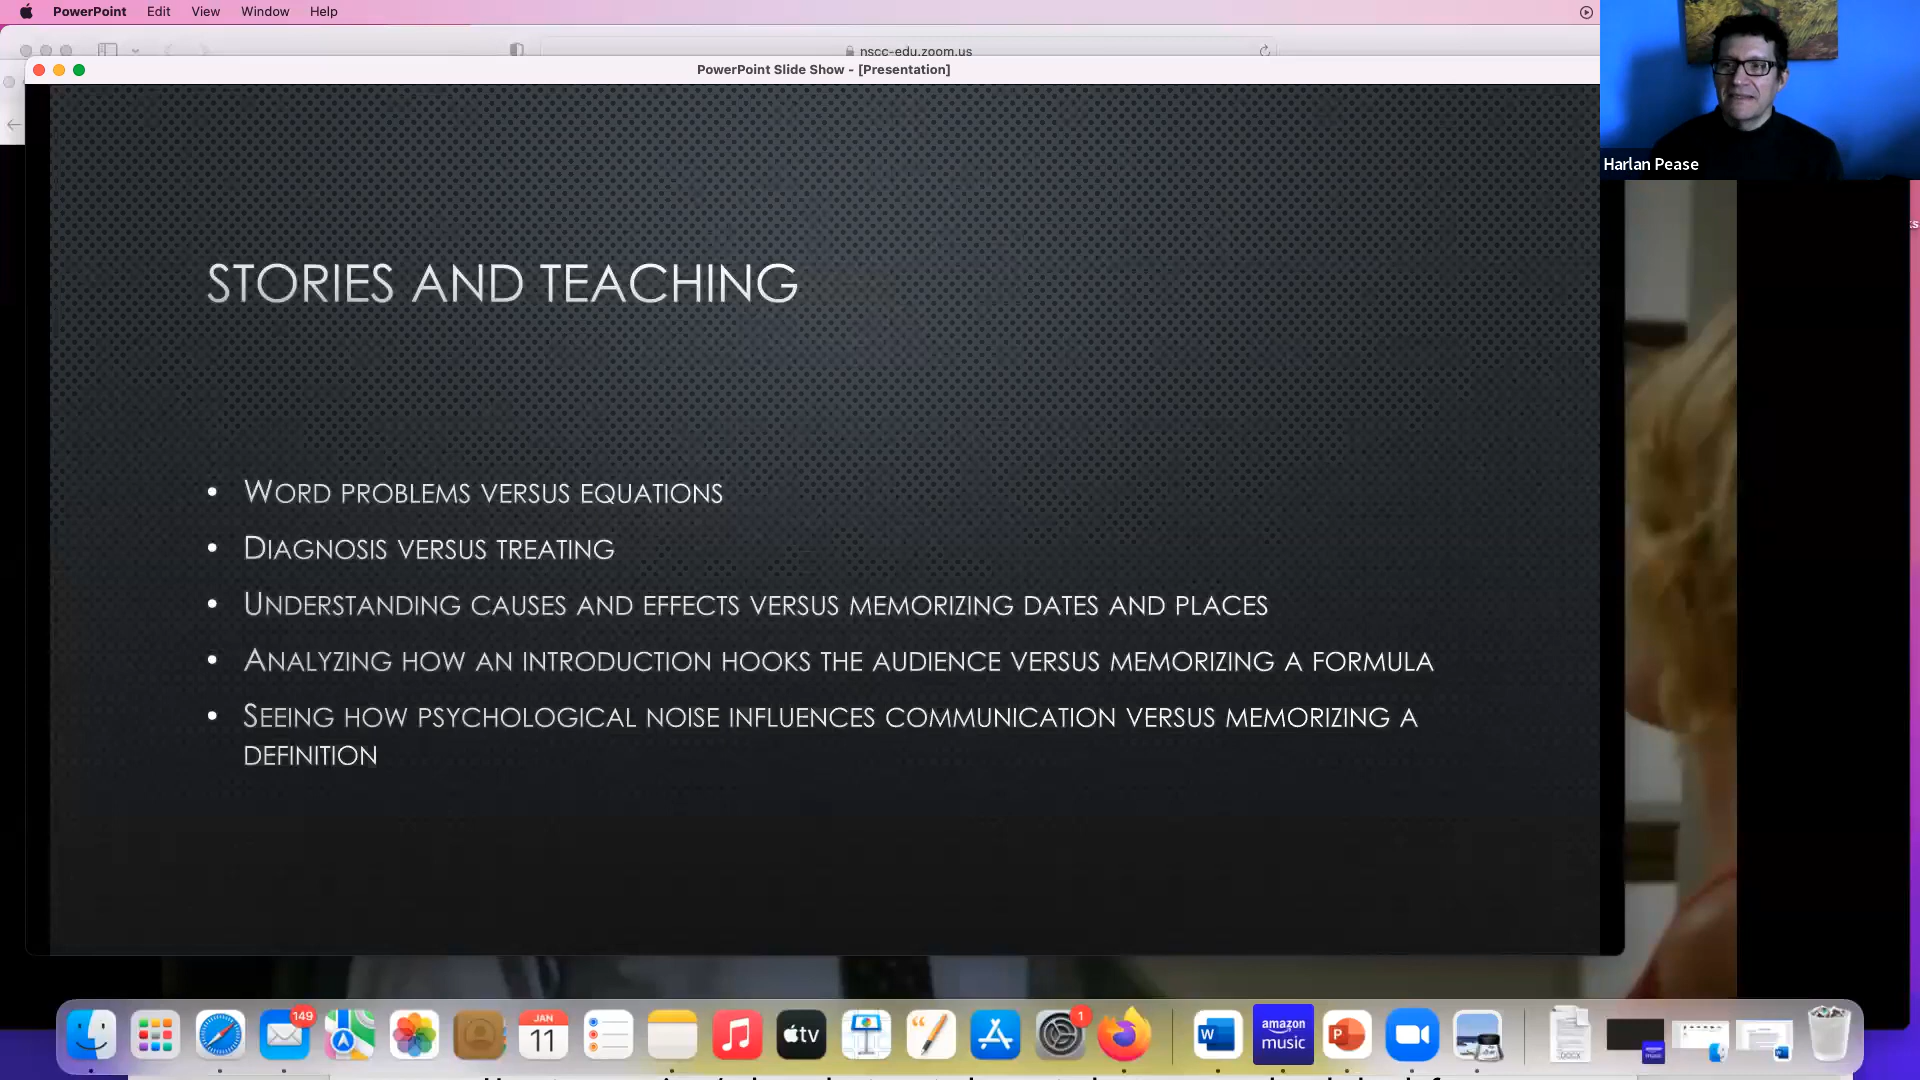 PowerPoint Edit View Window Help
nscc-edu.zoom.us
PowerPoint Slide Show - [Presentation]
Harlan Pease
STORIES AND TEACHING
• WORD PROBLEMS VERSUS EQUATIONS
• DIAGNOSIS VERSUS TREATING
• UNDERSTANDING CAUSES AND EFFECTS VERSUS MEMORIZING DATES AND PLACES
• ANALYZING HOW AN INTRODUCTION HOOKS THE AUDIENCE VERSUS MEMORIZING A FORMULA
• SEEING HOW PSYCHOLOGICAL NOISE INFLUENCES COMMUNICATION VERSUS MEMORIZING A
DEFINITION
149
JAN
11
tv
1
W
amazon
music
P
DOCX